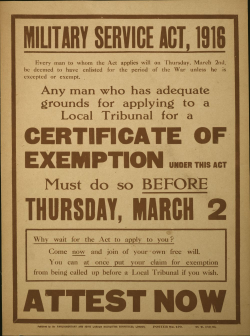 MILITARY SERVICE ACT, 1916
Every man to whom the Act applies will on Thursday, March 2nd,
be deemed to have enlisted for the period of the War unless he is
excepted or exempt.
Any man who has adequate
grounds for applying to a
Local Tribunal for a
CERTIFICATE OF
EXEMPTION UNDER THIS ACT
Must do so BEFORE
THURSDAY, MARCH 2
Why wait for the Act to apply to you?
Come now and join of your own free will.
You can at once put your claim for exemption
from being called up before a Local Tribunal if you wish.
ATTEST NOW